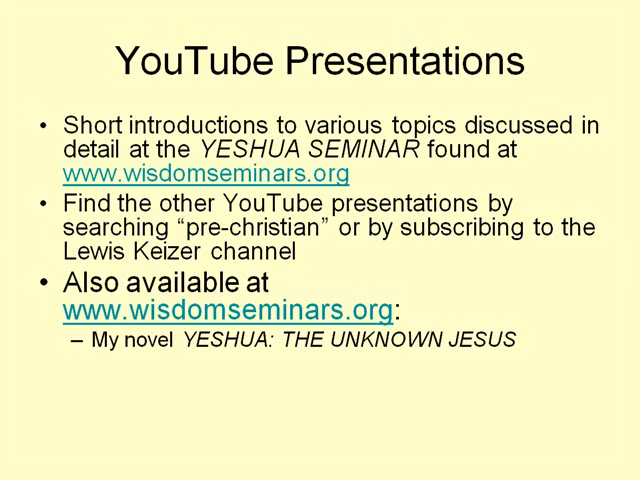 YouTube Presentations
• Short introductions to various topics discussed in
detail at the YESHUA SEMINAR found at
www.wisdomseminars.org
• Find the other YouTube presentations by
searching “pre-christian” or by subscribing to the
Lewis Keizer channel
• Also available at
www.wisdomseminars.org:
– My novel YESHUA: THE UNKNOWN JESUS